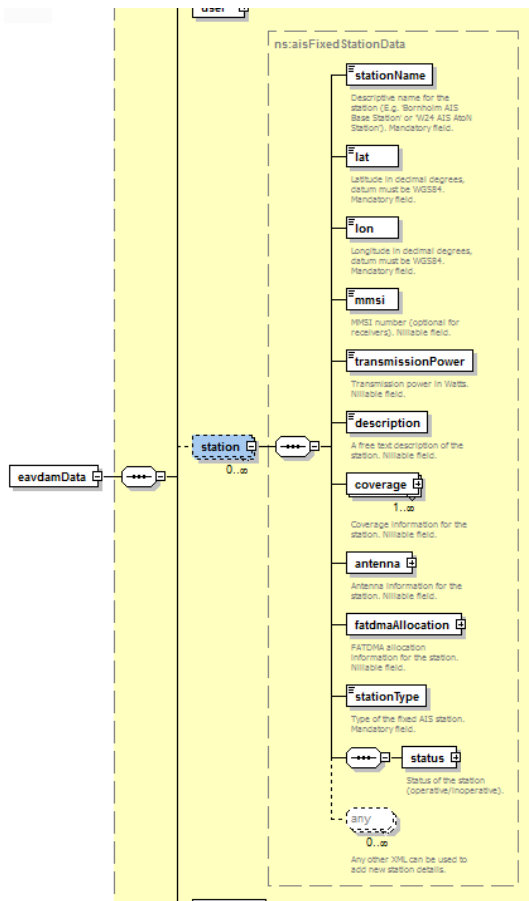 user
ns:aisFixedStationData
stationName
Descriptive name for the
station (E.g. 'Bornholm AIS
Base Station' or 'W24 AIS AtoN
Station'). Mandatory field.
lat
Latitude in decimal degrees,
datum must be WGS84.
Mandatory field.
lon
Longitude in decimal degrees,
datum must be WGS84.
Mandatory field.
mmsi
MMSI number (optional for
receivers). Nillable field.
transmissionPower
Transmission power in Watts.
Nillable field.
description
A free text description of the
station. Nillable field.
station
0..∞
eavdamData
coverage
1..∞
Coverage information for the
station. Nillable field.
antenna
Antenna information for the
station. Nillable field.
fatdmaAllocation
FATDMA allocation
information for the station.
Nillable field.
stationType
Type of the fixed AIS station.
Mandatory field.
status
Status of the station
(operative/inoperative).
any
0..∞
Any other XML can be used to
add new station details.